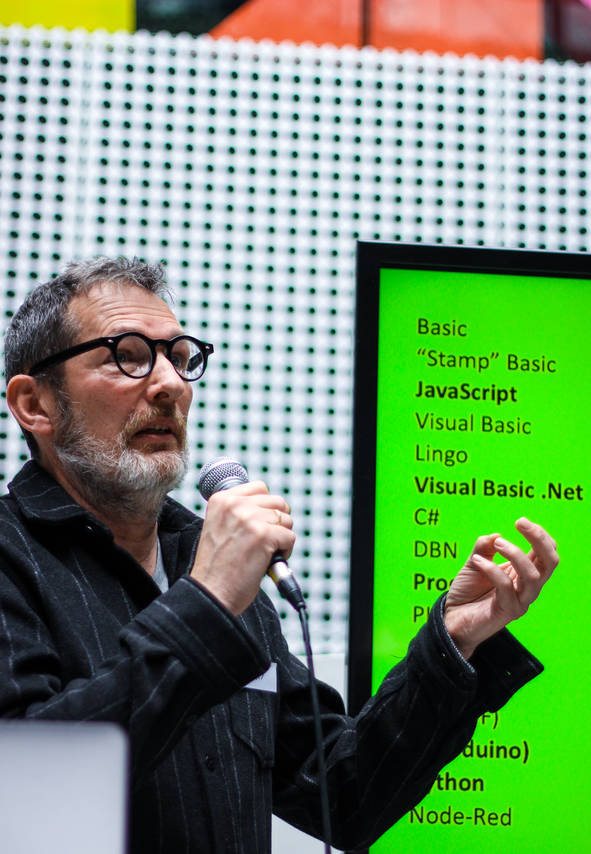 Basic
“Stamp” Basic
JavaScript
Visual Basic
Lingo
Visual Basic .Net
C#
DBN
Node-Red